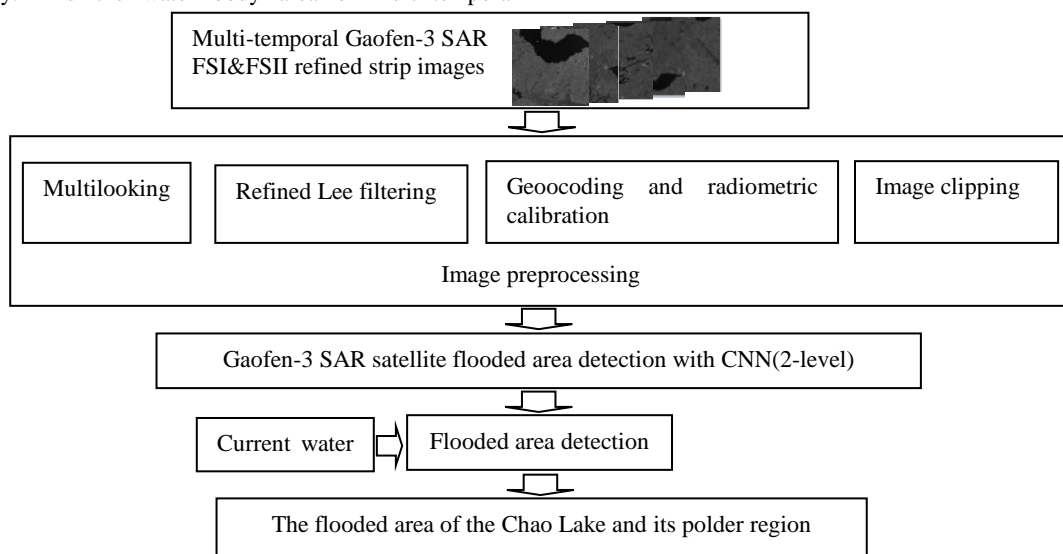 Multi-temporal Gaofen-3 SAR
FSI&FSII refined strip images
Multilooking
Refined Lee filtering
Geoocoding and radiometric
calibration
Image clipping
Image preprocessing
Gaofen-3 SAR satellite flooded area detection with CNN(2-level)
Current water
Flooded area detection
The flooded area of the Chao Lake and its polder region